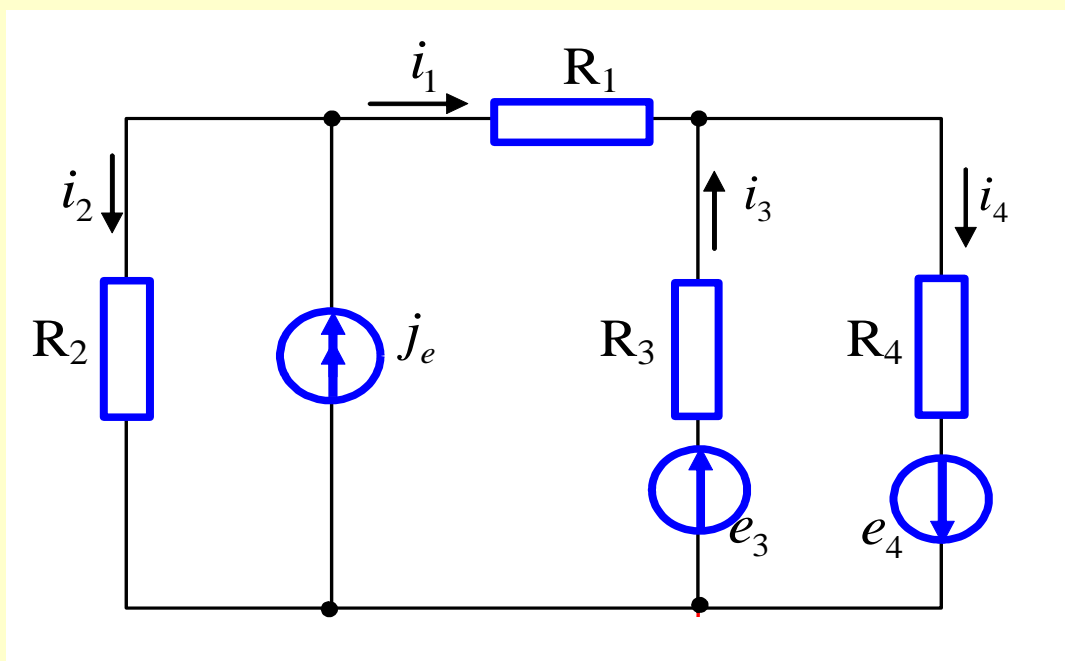 i₁
R₁
i₂
i₃
i₄
R₂
jₑ
R₃
R₄
e₃
e₄